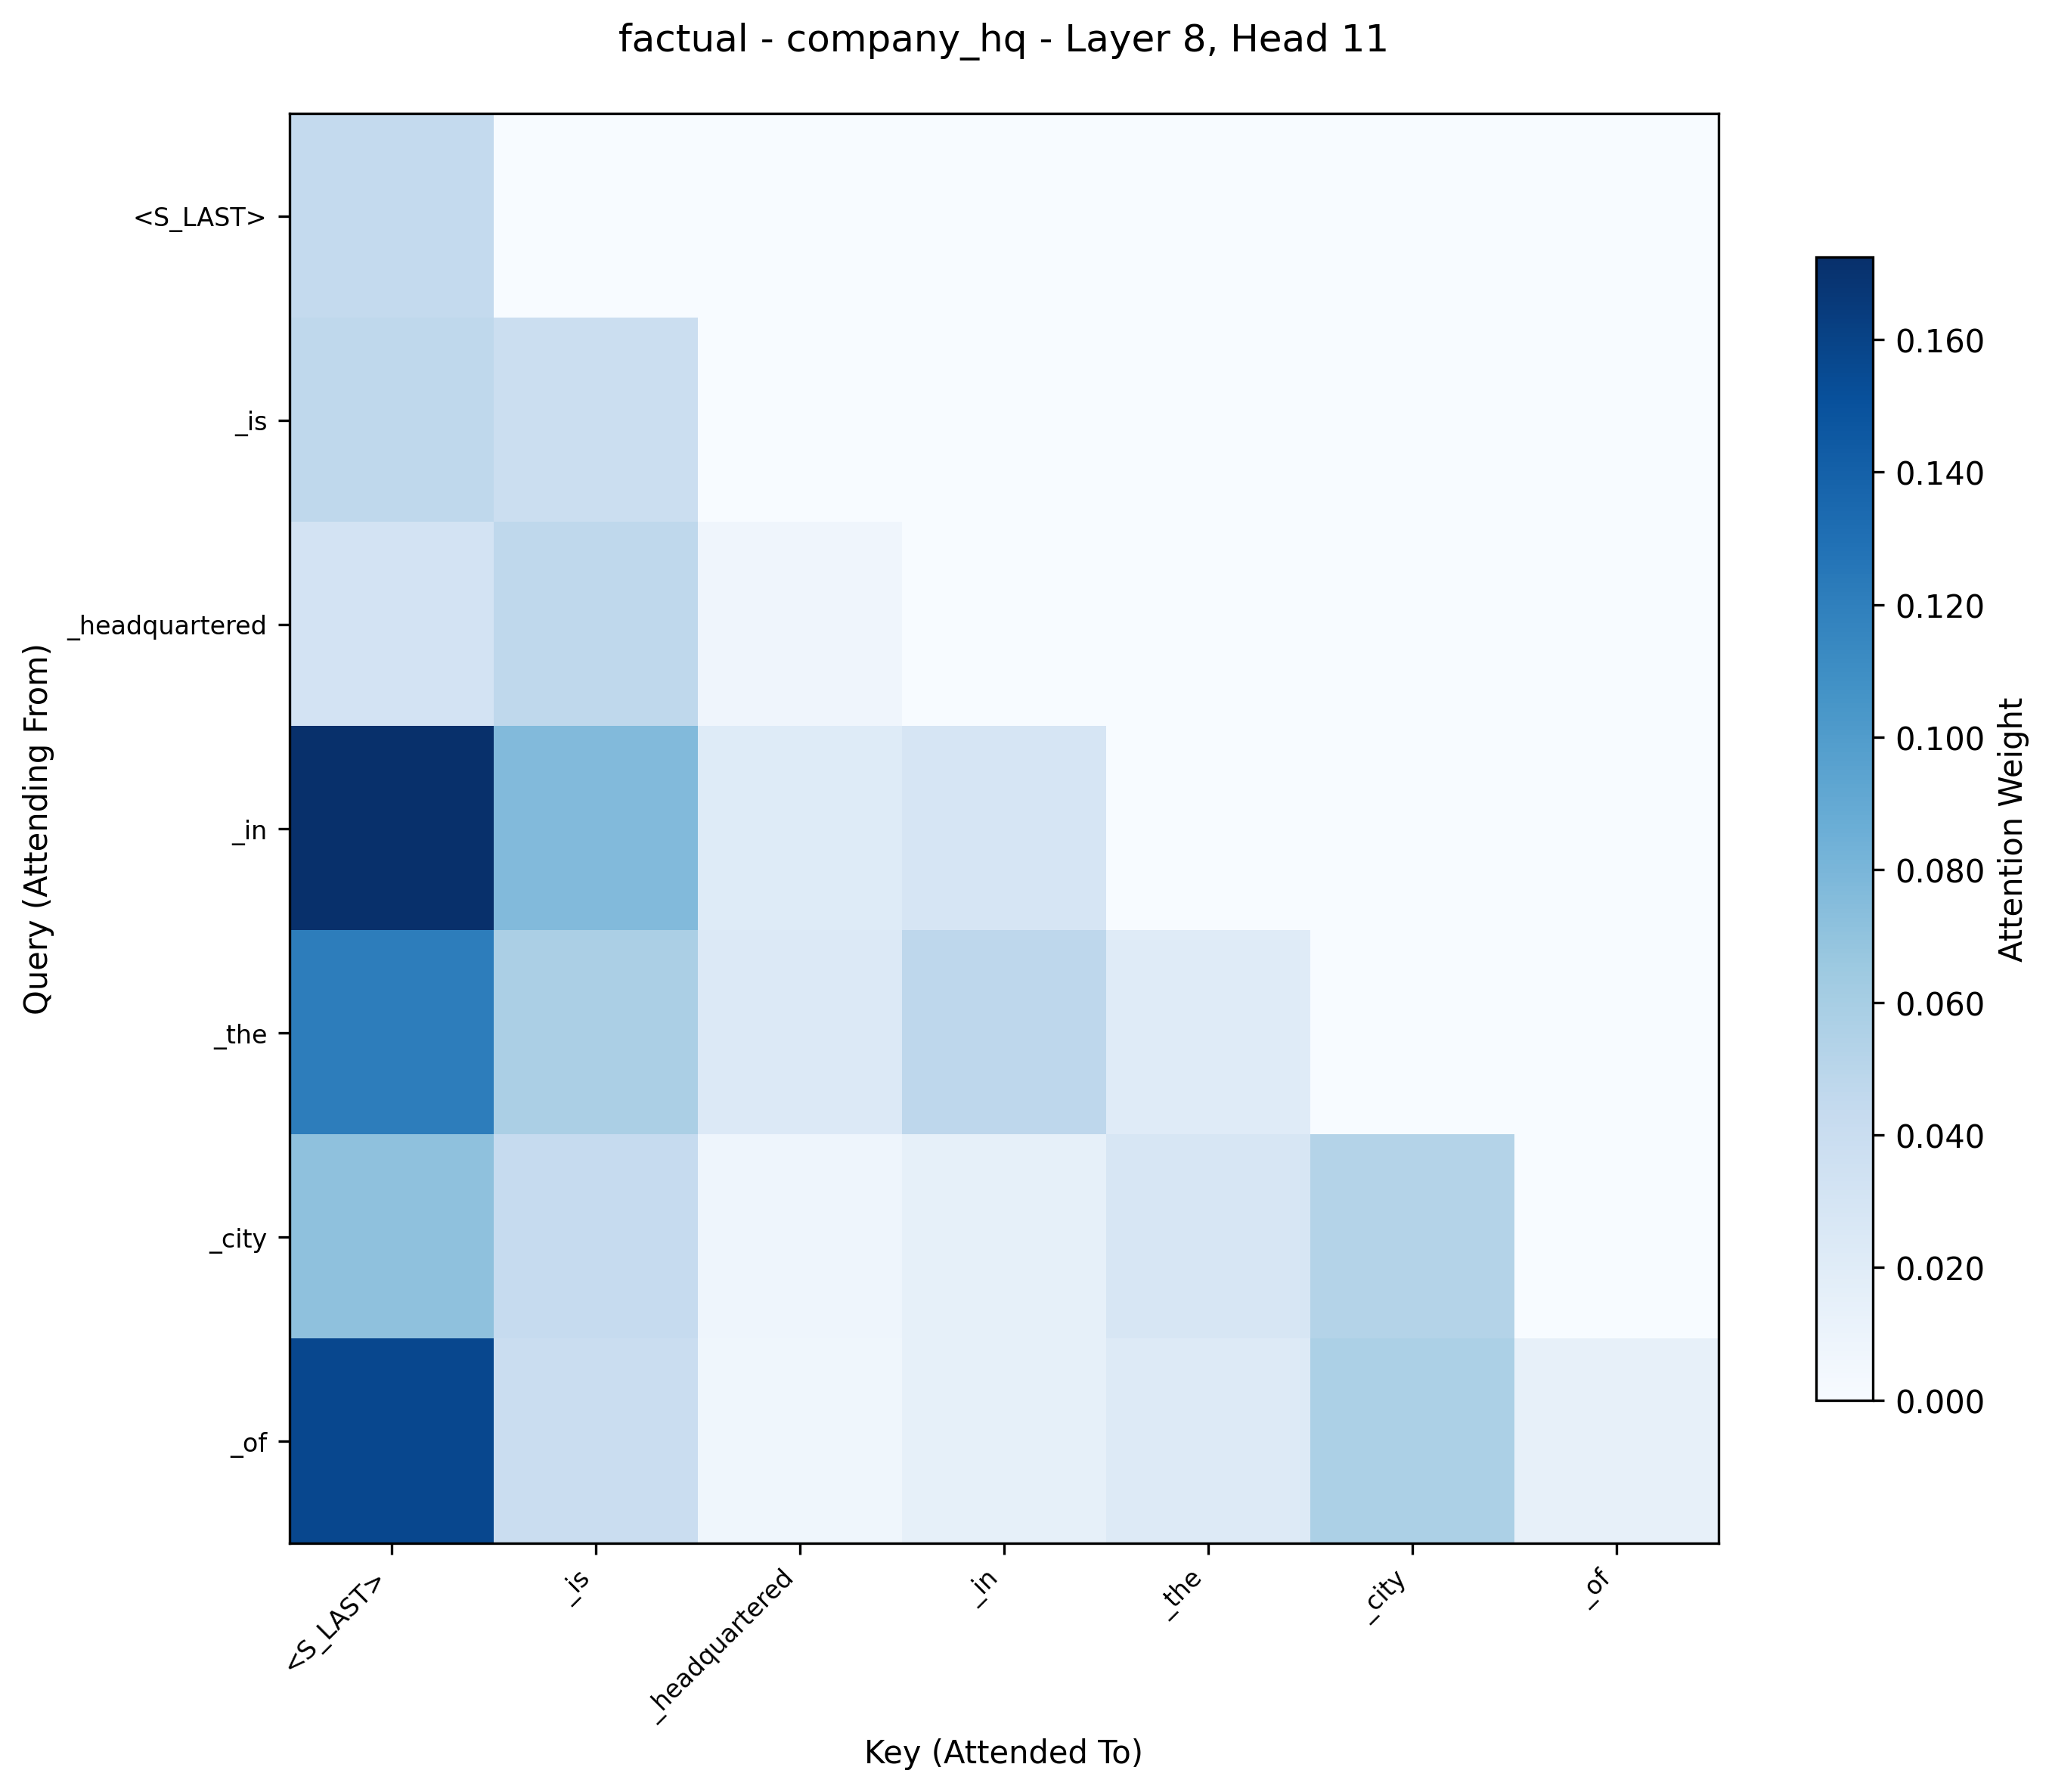 factual - company_hq - Layer 8, Head 11
Query (Attending From)
<S_LAST>
_is
_headquartered
_in
_the
_city
_of
<S_LAST>
_is
_headquartered
_in
_the
_city
_of
Key (Attended To)
0.160
0.140
0.120
0.100
0.080
0.060
0.040
0.020
0.000
Attention Weight